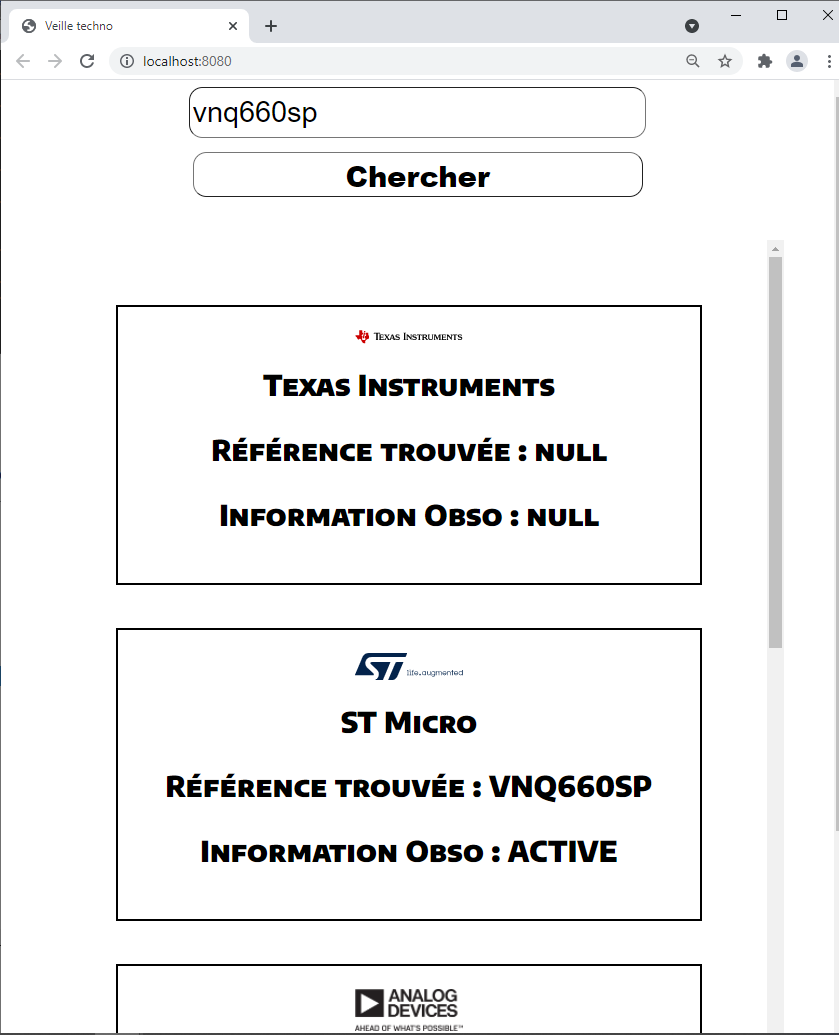 Veille techno
localhost:8080
vnq660sp
Chercher
TEXAS INSTRUMENTS
Texas Instruments
Référence trouvée : null
Information Obso : null
ST life.augmented
ST Micro
Référence trouvée : VNQ660SP
Information Obso : ACTIVE
ANALOG
DEVICES
AHEAD OF WHAT'S POSSIBLE™